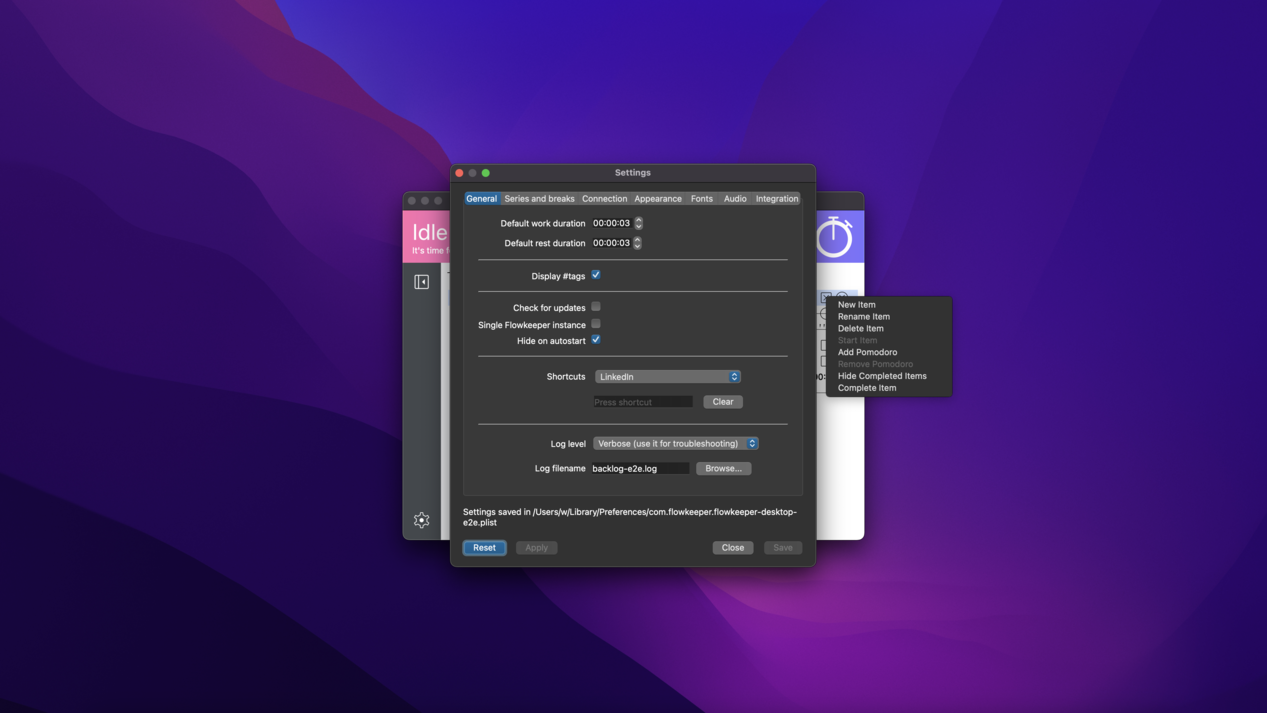 Settings
General Series and breaks Connection Appearance Fonts Audio Integration
Idle
It's time
Default work duration 00:00:03
Default rest duration 00:00:03
Display #tags
Check for updates
Single Flowkeeper instance
Hide on autostart
Shortcuts LinkedIn
Press shortcut Clear
Log level Verbose (use it for troubleshooting)
Log filename backlog-e2e.log Browse...
Settings saved in /Users/w/Library/Preferences/com.flowkeeper.flowkeeper-desktop-
e2e.plist
Reset Apply Close Save
New Item
Rename Item
Delete Item
Start Item
Add Pomodoro
Remove Pomodoro
Hide Completed Items
Complete Item